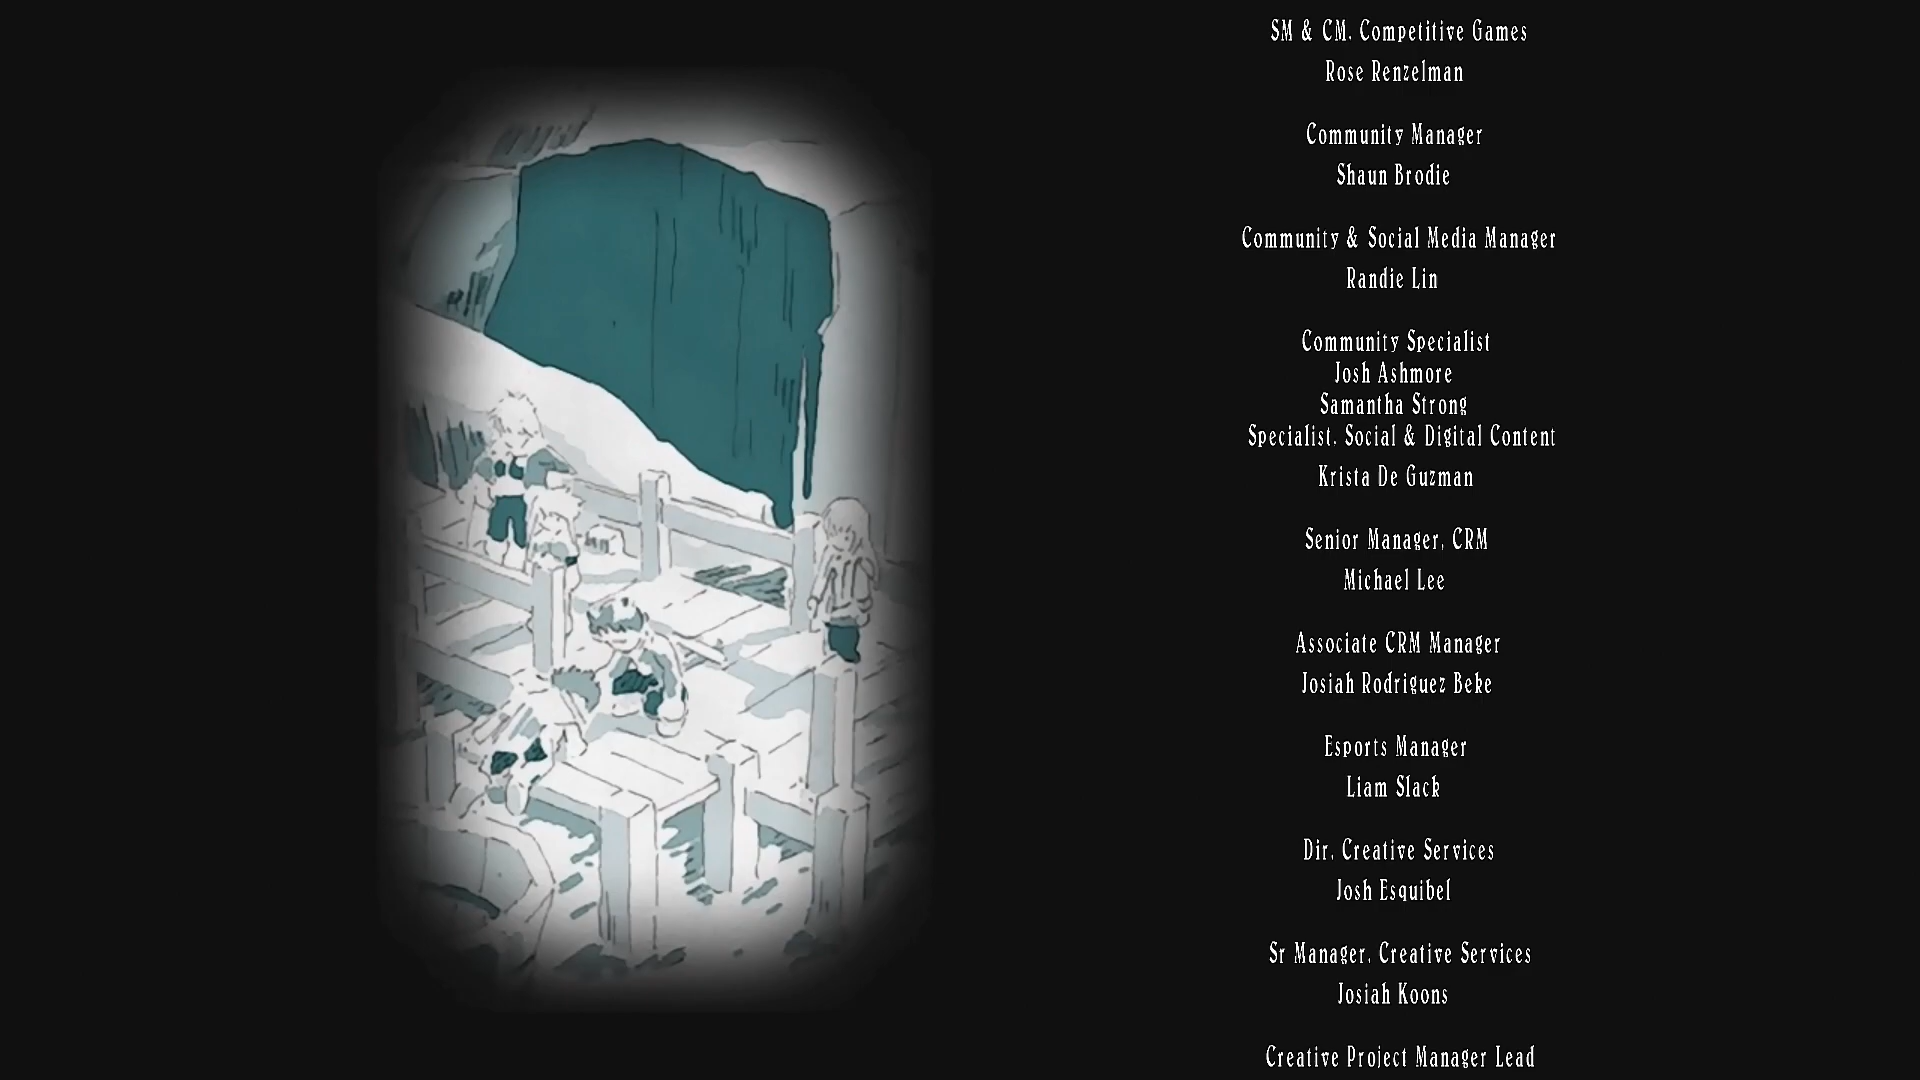 SM & CM, Competitive Games
Rose Renzelman
Community Manager
Shaun Brodie
Community & Social Media Manager
Randie Lin
Community Specialist
Josh Ashmore
Samantha Strong
Specialist, Social & Digital Content
Krista De Guzman
Senior Manager, CRM
Michael Lee
Associate CRM Manager
Josiah Rodriguez Beke
Esports Manager
Liam Slack
Dir, Creative Services
Josh Esquibel
Sr Manager, Creative Services
Josiah Koons
Creative Project Manager Lead